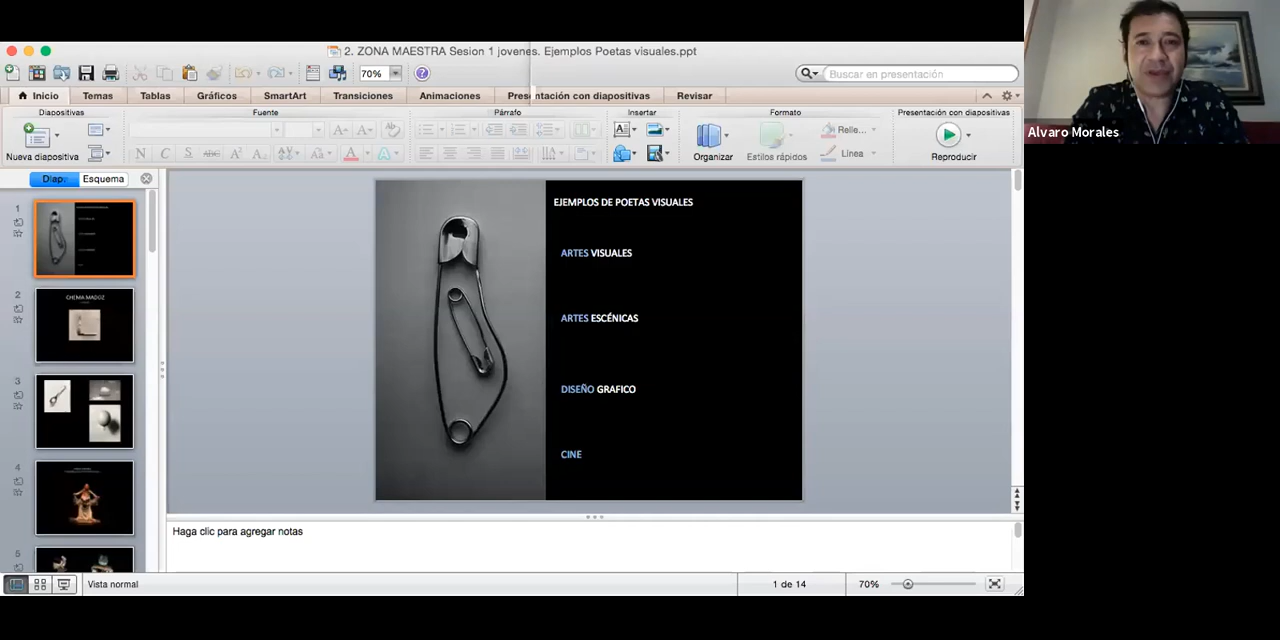 2. ZONA MAESTRA Sesion 1 jovenes. Ejemplos Poetas visuales.ppt
70%
Buscar en presentación
Inicio
Temas
Tablas
Gráficos
SmartArt
Transiciones
Animaciones
Presentación con diapositivas
Revisar
Diapositivas
Fuente
Párrafo
Insertar
Formato
Presentación con diapositivas
Nueva diapositiva
N
C
S
ABC
Organizar
Estilos rápidos
Relle...
Línea
Reproducir
Diap
Esquema
1
2
CHEMA MADOZ
3
4
5
EJEMPLOS DE POETAS VISUALES
ARTES VISUALES
ARTES ESCÉNICAS
DISEÑO GRAFICO
CINE
Haga clic para agregar notas
Vista normal
1 de 14
70%
Alvaro Morales